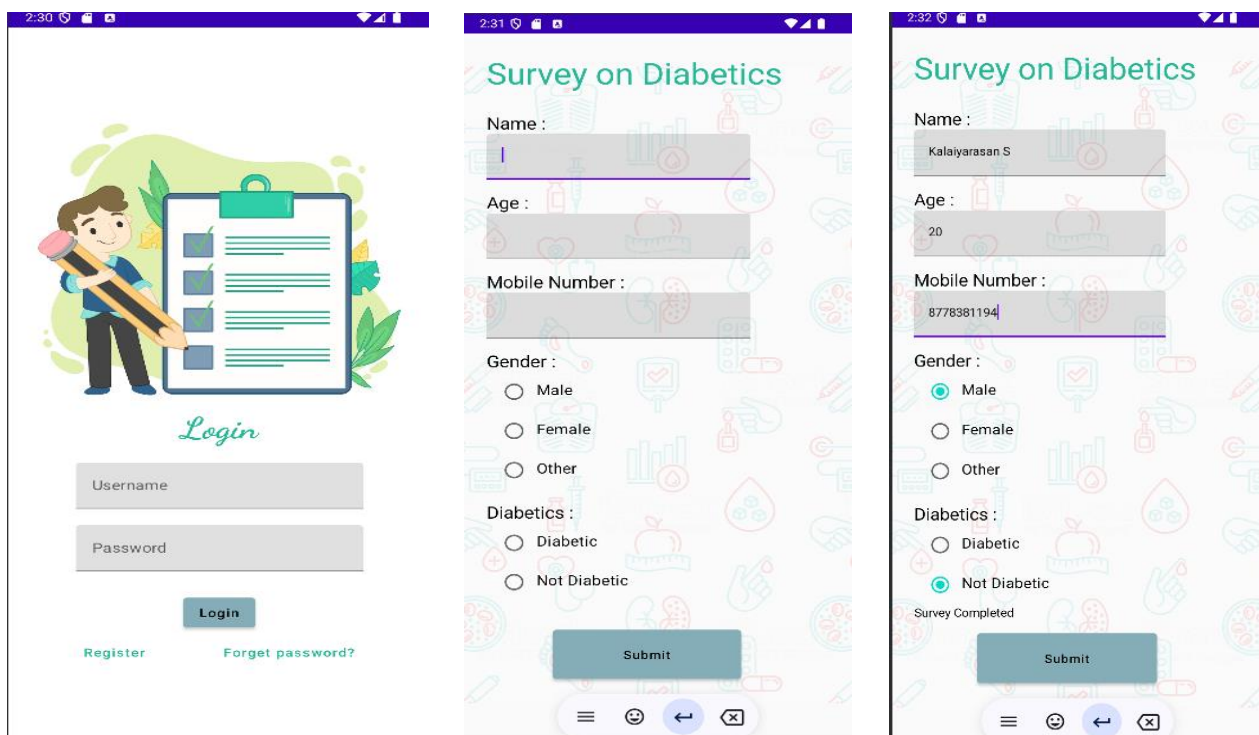 2:30
Login
Username
Password
Login
Register Forget password?
2:31
Survey on Diabetics
Name :
Age :
Mobile Number :
Gender :
Male
Female
Other
Diabetics :
Diabetic
Not Diabetic
Submit
2:32
Survey on Diabetics
Name :
Kalaiyarasan S
Age :
20
Mobile Number :
8778381194
Gender :
Male
Female
Other
Diabetics :
Diabetic
Not Diabetic
Survey Completed
Submit